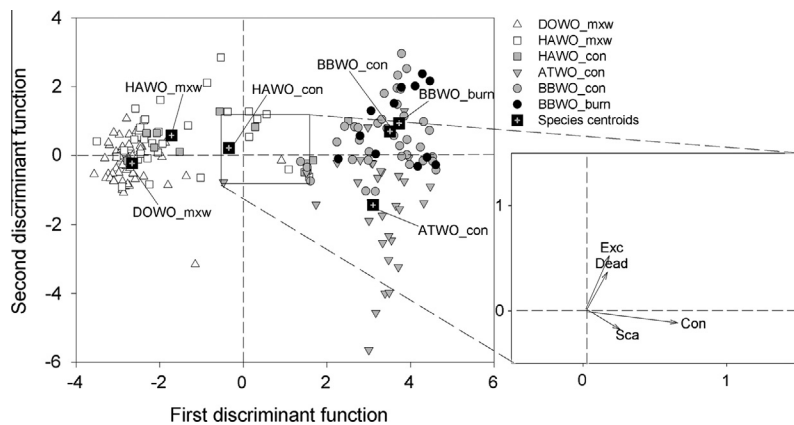 4
2
0
-2
-4
-6
-4
-2
0
2
4
6
Second discriminant function
First discriminant function
HAWO_mxw
HAWO_con
BBWO_con
BBWO_burn
DOWO_mxw
ATWO_con
DOWO_mxw
HAWO_mxw
HAWO_con
ATWO_con
BBWO_con
BBWO_burn
Species centroids
1
0
Exc
Dead
Con
Sca
0
1